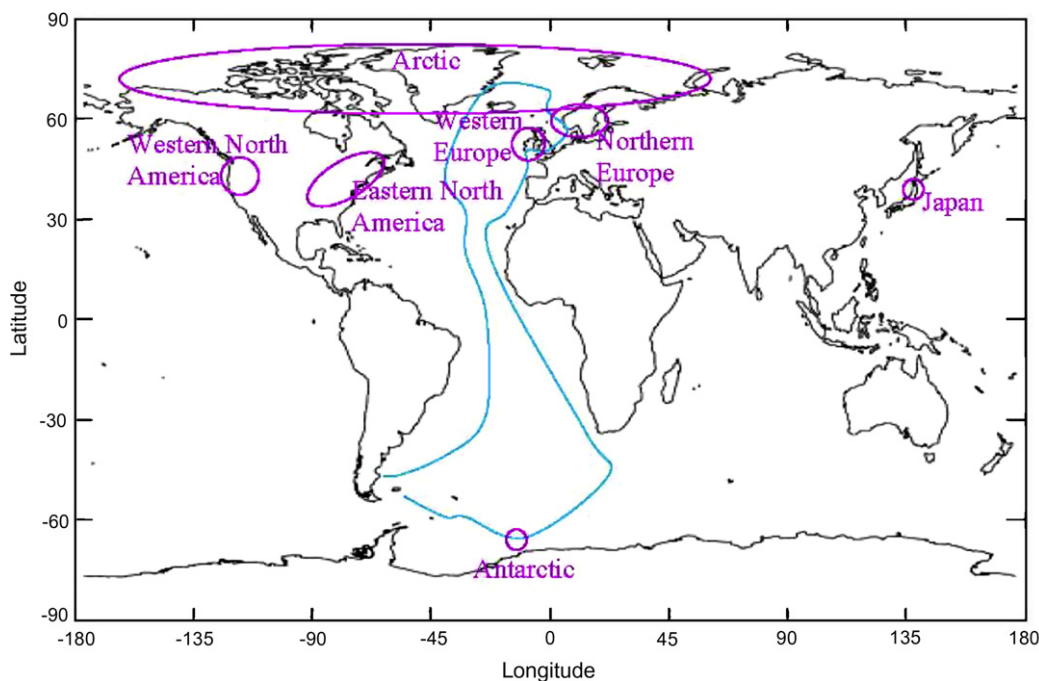 90
60
30
0
-30
-60
-90
Latitude
Arctic
Western North
America
Eastern North
America
Western
Europe
Northern
Europe
Japan
Antarctic
-180
-135
-90
-45
0
45
90
135
180
Longitude